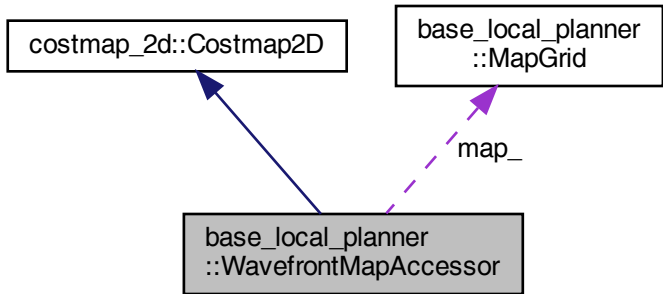 costmap_2d::Costmap2D
base_local_planner
::MapGrid
map_
base_local_planner
::WavefrontMapAccessor